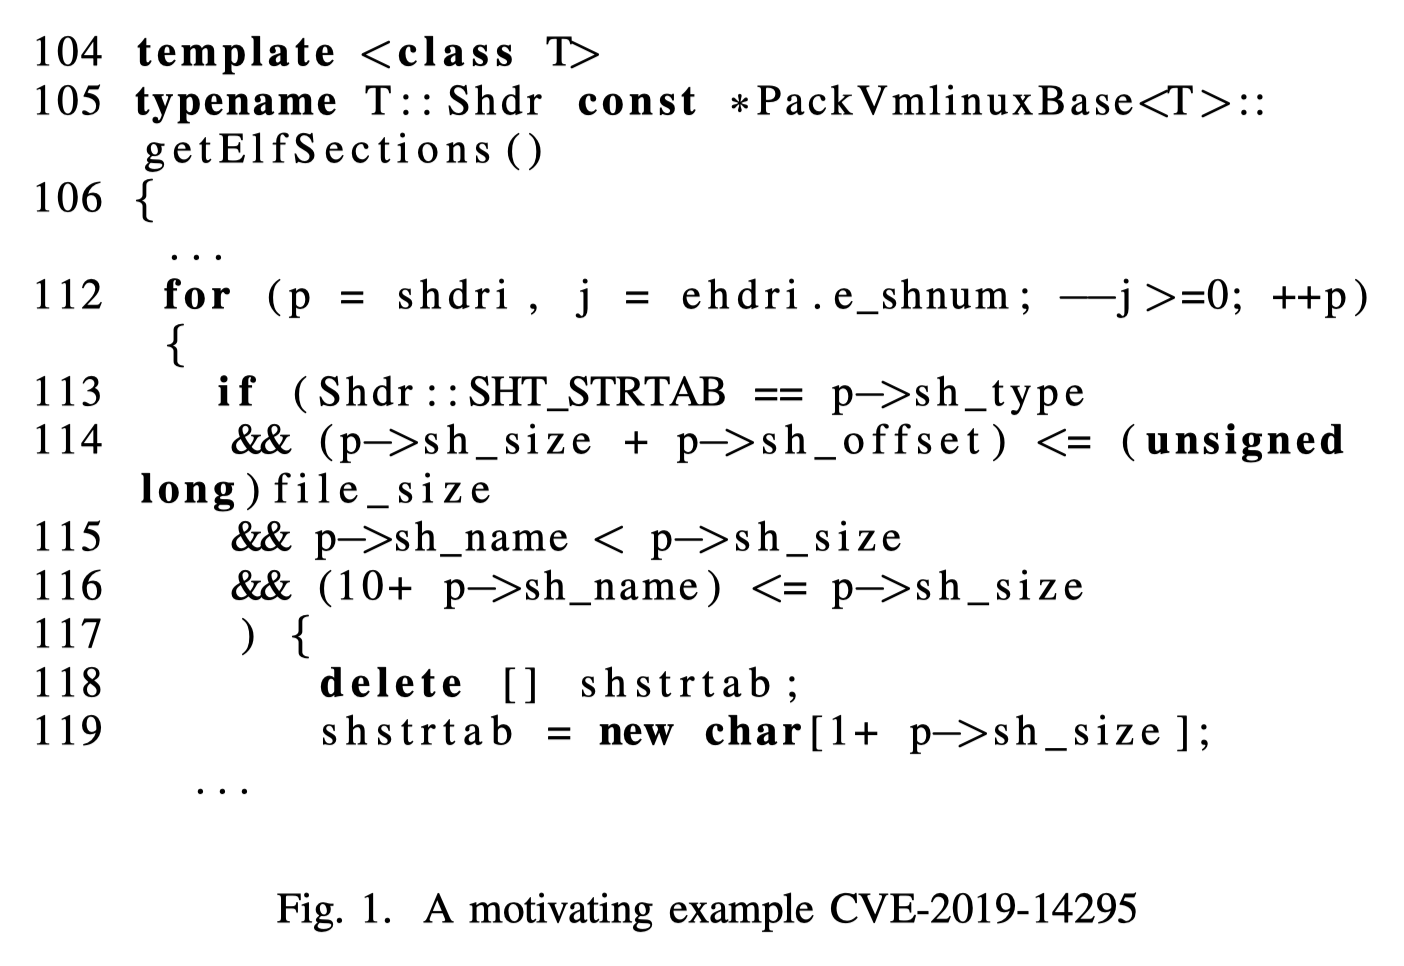 104 template <class T>
105 typename T::Shdr const *PackVmlinuxBase<T>::
getElfSections()
106 {
...
112 for (p = shdri, j = ehdri.e_shnum; --j>=0; ++p)
{
113 if (Shdr::SHT_STRTAB == p->sh_type
114 && (p->sh_size + p->sh_offset) <= (unsigned
long)file_size
115 && p->sh_name < p->sh_size
116 && (10+ p->sh_name) <= p->sh_size
117 ) {
118 delete [] shstrtab;
119 shstrtab = new char[1+ p->sh_size];
...
Fig. 1. A motivating example CVE-2019-14295